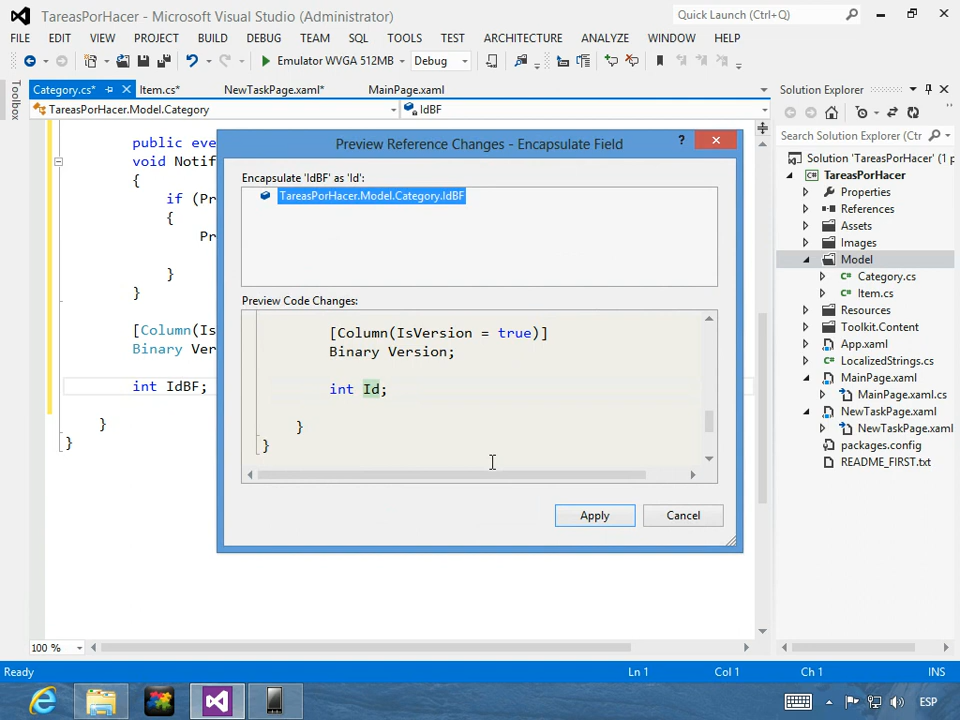 TareasPorHacer - Microsoft Visual Studio (Administrator)
Quick Launch (Ctrl+Q)
FILE EDIT VIEW PROJECT BUILD DEBUG TEAM SQL TOOLS TEST ARCHITECTURE ANALYZE WINDOW HELP
Emulator WVGA 512MB Debug
Toolbox
Category.cs* Item.cs* NewTaskPage.xaml* MainPage.xaml
TareasPorHacer.Model.Category IdBF
public eve
void Notif
{
if (Pr
{
Pr
}
}
[Column(Is
Binary Ver
int IdBF;
}
}
Preview Reference Changes - Encapsulate Field
?
Encapsulate 'IdBF' as 'Id':
TareasPorHacer.Model.Category.IdBF
Preview Code Changes:
[Column(IsVersion = true)]
Binary Version;
int Id;
}
}
Apply Cancel
Solution Explorer
Search Solution Explorer (Ctrl
Solution 'TareasPorHacer' (1 p
TareasPorHacer
Properties
References
Assets
Images
Model
Category.cs
Item.cs
Resources
Toolkit.Content
App.xaml
LocalizedStrings.cs
MainPage.xaml
MainPage.xaml.cs
NewTaskPage.xaml
NewTaskPage.xaml
packages.config
README_FIRST.txt
100 %
Ready Ln 1 Col 1 Ch 1 INS
ESP